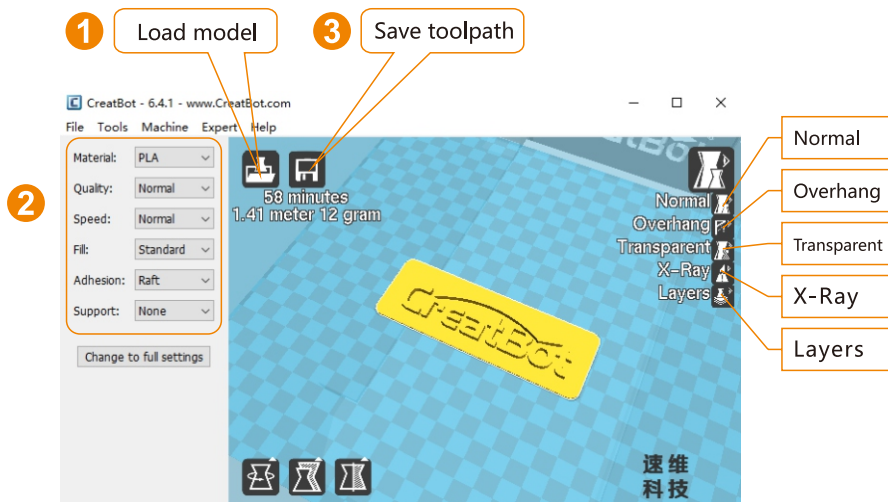 1 Load model 3 Save toolpath
CreatBot - 6.4.1 - www.CreatBot.com
File Tools Machine Expert Help
2
Material: PLA
Quality: Normal
Speed: Normal
Fill: Standard
Adhesion: Raft
Support: None
Change to full settings
58 minutes
1.41 meter 12 gram
CreatBot
Normal
Overhang
Transparent
X-Ray
Layers
Normal
Overhang
Transparent
X-Ray
Layers
速维
科技